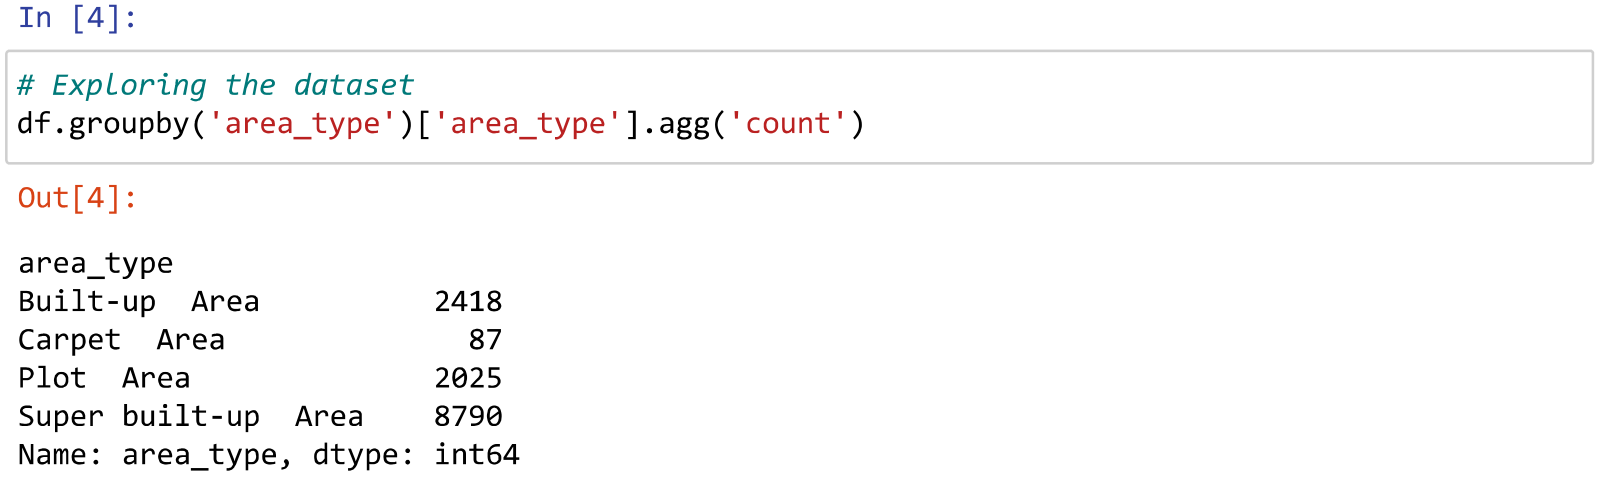 In [4]:
# Exploring the dataset
df.groupby('area_type')['area_type'].agg('count')
Out[4]:
area_type
Built-up  Area          2418
Carpet  Area              87
Plot  Area              2025
Super built-up  Area    8790
Name: area_type, dtype: int64